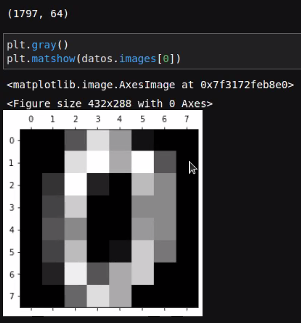 (1797, 64)
plt.gray()
plt.matshow(datos.images[0])
<matplotlib.image.AxesImage at 0x7f3172feb8e0>
<Figure size 432x288 with 0 Axes>
0 1 2 3 4 5 6 7
0
1
2
3
4
5
6
7